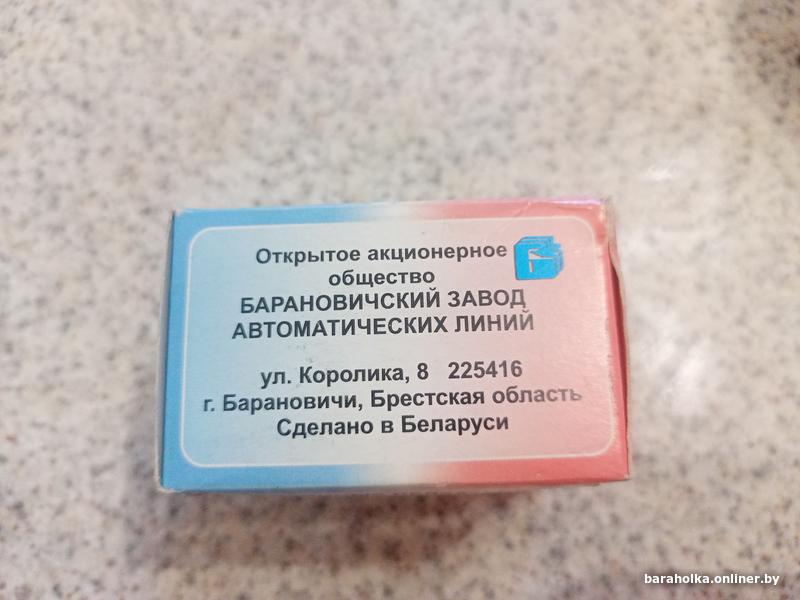 Открытое акционерное
общество
БАРАНОВИЧСКИЙ ЗАВОД
АВТОМАТИЧЕСКИХ ЛИНИЙ
ул. Королика, 8 225416
г. Барановичи, Брестская область
Сделано в Беларуси
baraholka.onliner.by